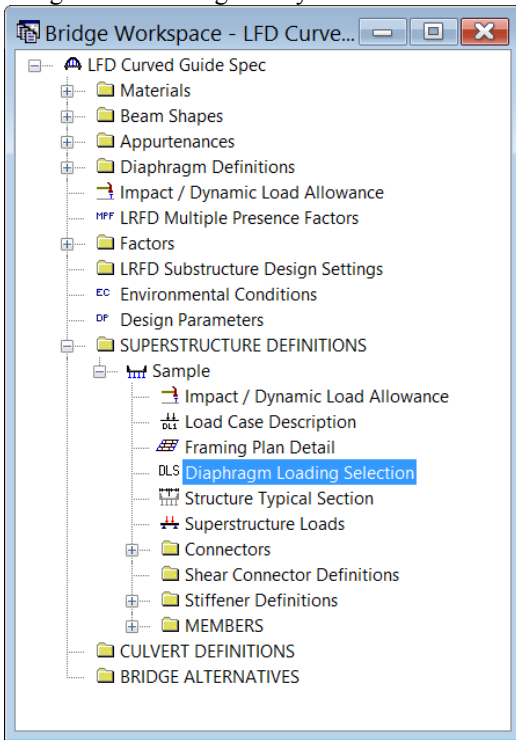 Bridge Workspace - LFD Curve...
LFD Curved Guide Spec
Materials
Beam Shapes
Appurtenances
Diaphragm Definitions
Impact / Dynamic Load Allowance
MPF LRFD Multiple Presence Factors
Factors
LRFD Substructure Design Settings
EC Environmental Conditions
DP Design Parameters
SUPERSTRUCTURE DEFINITIONS
Sample
Impact / Dynamic Load Allowance
DL1 Load Case Description
Framing Plan Detail
DLS Diaphragm Loading Selection
Structure Typical Section
Superstructure Loads
Connectors
Shear Connector Definitions
Stiffener Definitions
MEMBERS
CULVERT DEFINITIONS
BRIDGE ALTERNATIVES